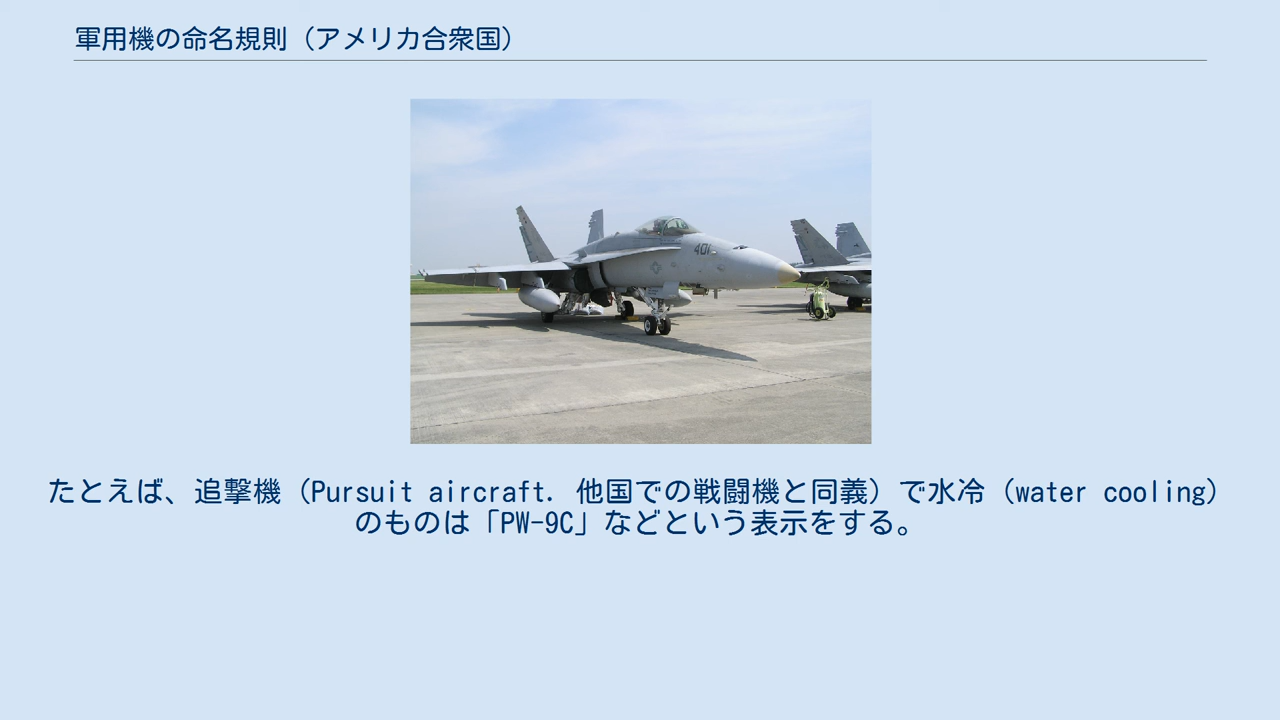 軍用機の命名規則（アメリカ合衆国）
401
たとえば、追撃機（Pursuit aircraft. 他国での戦闘機と同義）で水冷（water cooling）
のものは「PW-9C」などという表示をする。